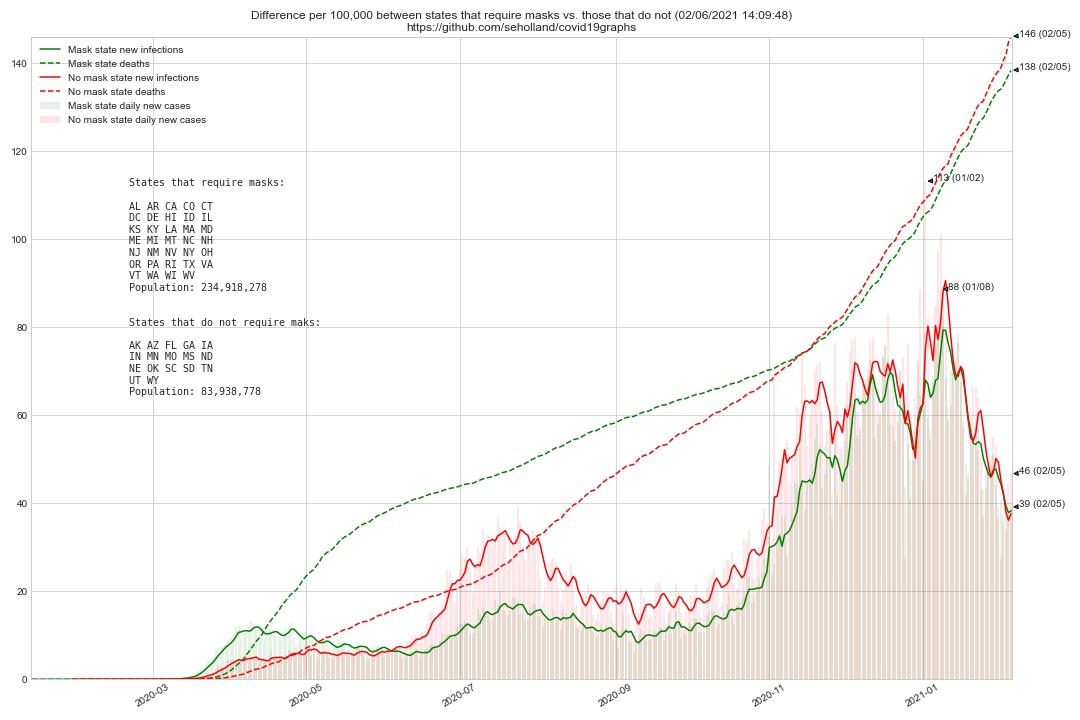 Difference per 100,000 between states that require masks vs. those that do not (02/06/2021 14:09:48)
https://github.com/seholland/covid19graphs
Mask state new infections
Mask state deaths
No mask state new infections
No mask state deaths
Mask state daily new cases
No mask state daily new cases
States that require masks:
AL AR CA CO CT
DC DE HI ID IL
KS KY LA MA MD
ME MI MT NC NH
NJ NM NV NY OH
OR PA RI TX VA
VT WA WI WV
Population: 234,918,278
States that do not require maks:
AK AZ FL GA IA
IN MN MO MS ND
NE OK SC SD TN
UT WY
Population: 83,938,778
146 (02/05)
138 (02/05)
113 (01/02)
88 (01/08)
46 (02/05)
39 (02/05)
140
120
100
80
60
40
20
0
2020-03
2020-05
2020-07
2020-09
2020-11
2021-01